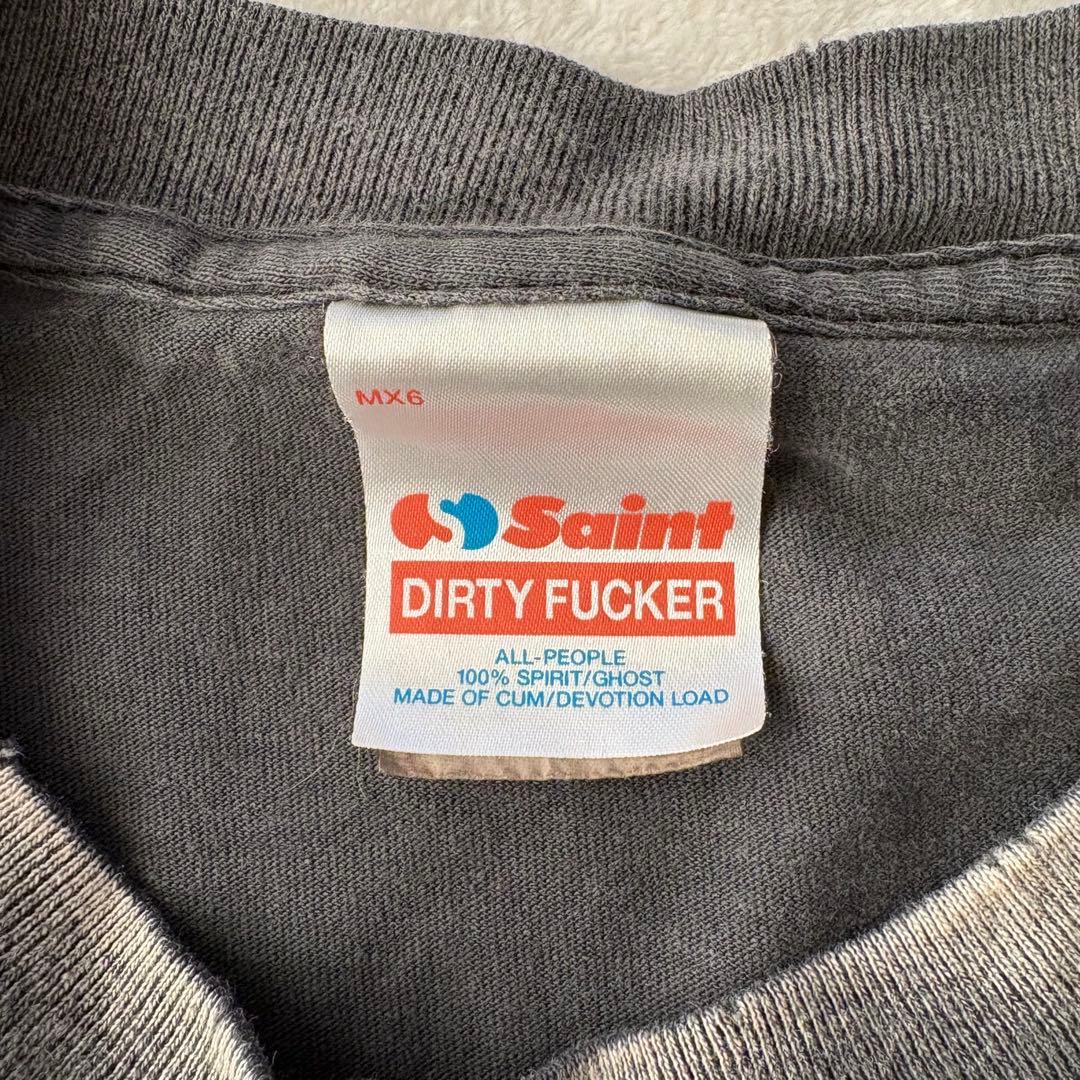 MX6
Saint
DIRTY FUCKER
ALL-PEOPLE
100% SPIRIT/GHOST
MADE OF CUM/DEVOTION LOAD